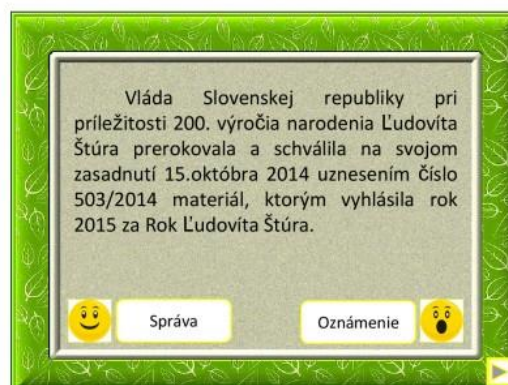 Vláda Slovenskej republiky pri
príležitosti 200. výročia narodenia Ľudovíta
Štúra prerokovala a schválila na svojom
zasadnutí 15.októbra 2014 uznesením číslo
503/2014 materiál, ktorým vyhlásila rok
2015 za Rok Ľudovíta Štúra.
Správa
Oznámenie